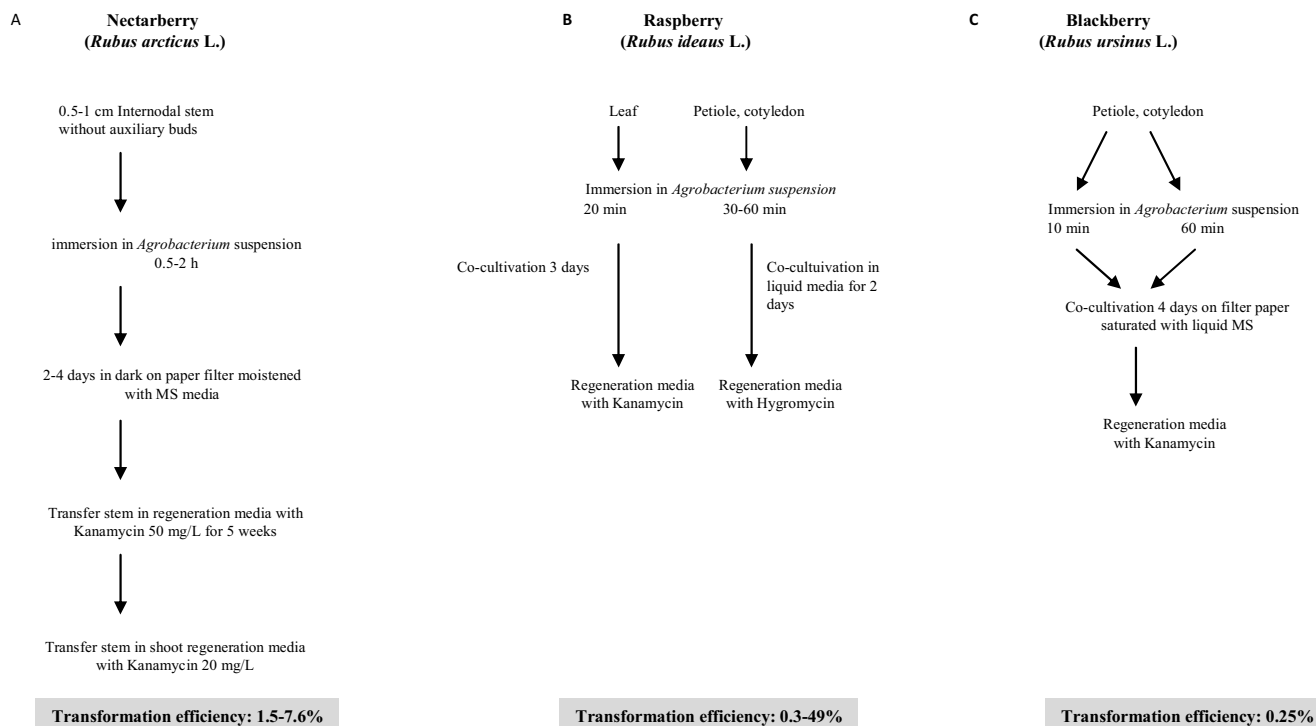 A
Nectarberry
(Rubus arcticus L.)
0.5-1 cm Internodal stem
without auxiliary buds
immersion in Agrobacterium suspension
0.5-2 h
2-4 days in dark on paper filter moistened
with MS media
Transfer stem in regeneration media with
Kanamycin 50 mg/L for 5 weeks
Transfer stem in shoot regeneration media
with Kanamycin 20 mg/L
Transformation efficiency: 1.5-7.6%
B
Raspberry
(Rubus ideaus L.)
Leaf
Petiole, cotyledon
Immersion in Agrobacterium suspension
20 min
30-60 min
Co-cultivation 3 days
Co-cultuivation in
liquid media for 2
days
Regeneration media
with Kanamycin
Regeneration media
with Hygromycin
Transformation efficiency: 0.3-49%
C
Blackberry
(Rubus ursinus L.)
Petiole, cotyledon
Immersion in Agrobacterium suspension
10 min
60 min
Co-cultivation 4 days on filter paper
saturated with liquid MS
Regeneration media
with Kanamycin
Transformation efficiency: 0.25%